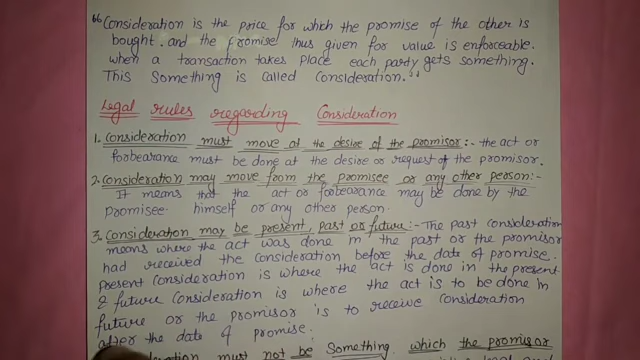 "Consideration is the price for which the promise of the other is
bought. and the promise thus given for value is enforceable.
when a transaction takes place each party gets something.
This something is called Consideration."
Legal rules regarding Consideration
1. Consideration must move at the desire of the promisor:- the act or
forbearance must be done at the desire or request of the promisor.
2. Consideration may move from the promisee or any other person:-
It means that the act or forbearance may be done by the
promisee himself or any other person.
3. Consideration may be present, past or future:- The past consideration
means where the act was done in the past or the promisor
had received the consideration before the date of promise.
present consideration is where the act is done in the present
& future consideration is where the act is to be done in
future or the promisor is to receive consideration
after the date of promise.
must not be Something which the promisor